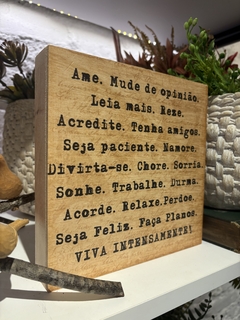 Ame. Mude de opinião.
Leia mais. Reze.
Acredite. Tenha amigos.
Seja paciente. Namore.
Divirta-se. Chore. Sorria.
Sonhe. Trabalhe. Durma.
Acorde. Relaxe.Perdoe.
Seja Feliz. Faça Planos.
VIVA INTENSAMENTE!